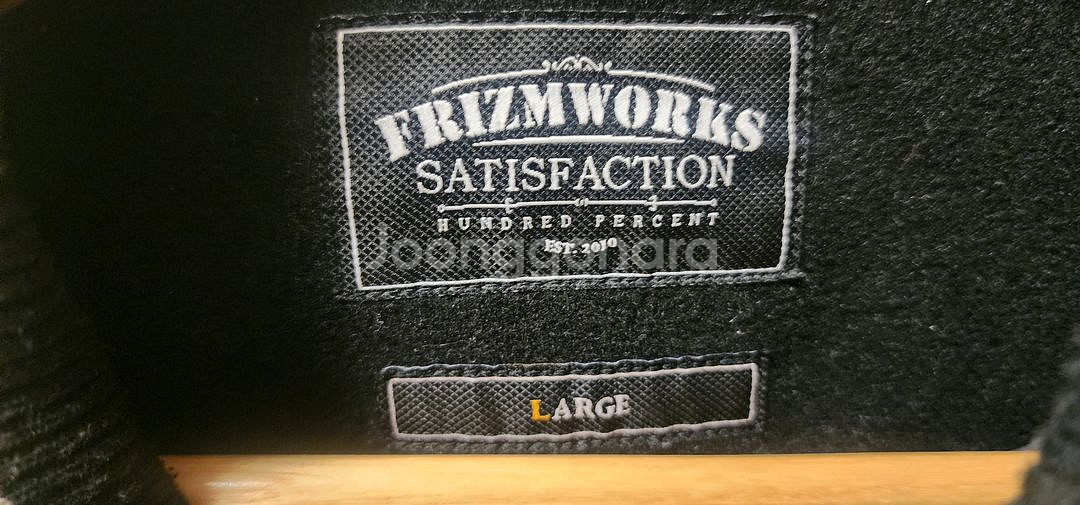 FRIZMWORKS
SATISFACTION
HUNDRED PERCENT
EST. 2010
Joonggonara
LARGE